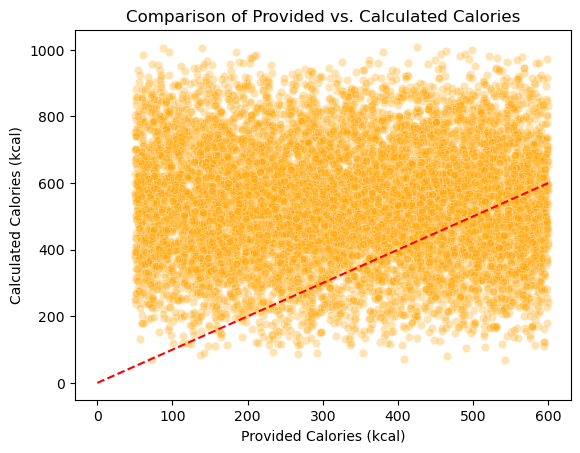 Comparison of Provided vs. Calculated Calories
Calculated Calories (kcal)
1000
800
600
400
200
0
0 100 200 300 400 500 600
Provided Calories (kcal)